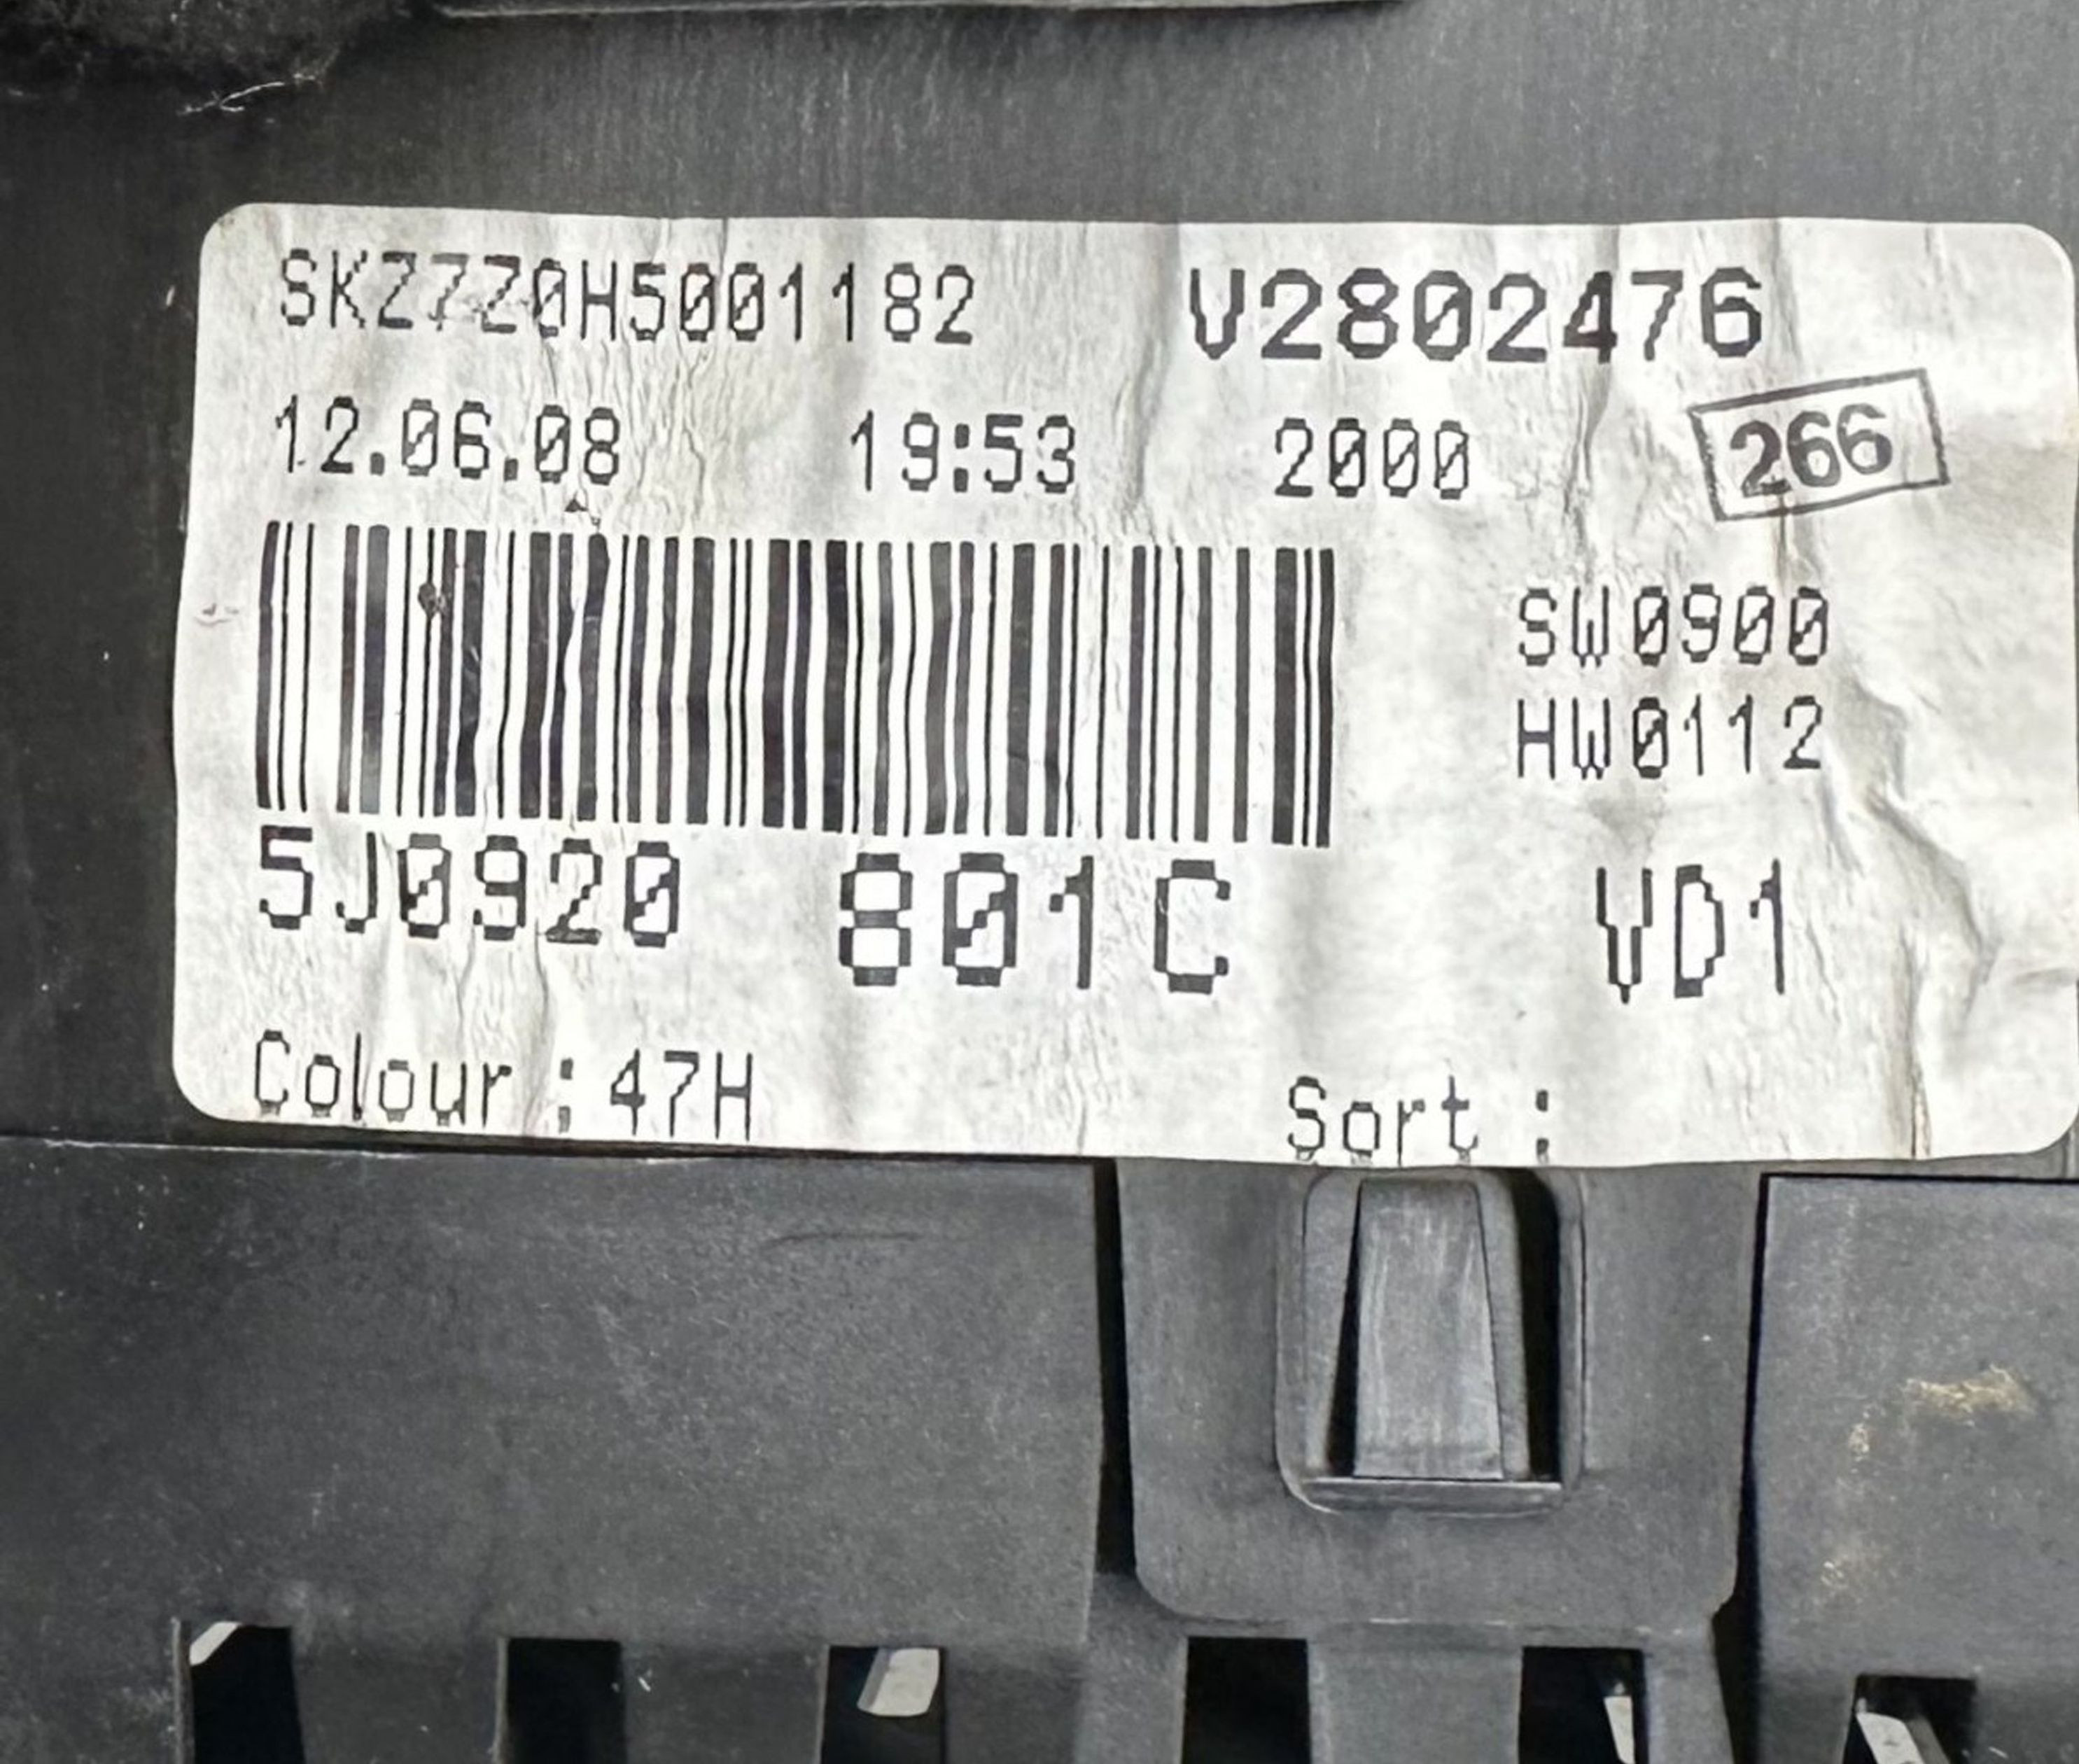 SKZ7Z0H5001182 V2802476
12.06.08 19:53 2000 266
SW0900
HW0112
5J0920 801C VD1
Colour : 47H Sort :